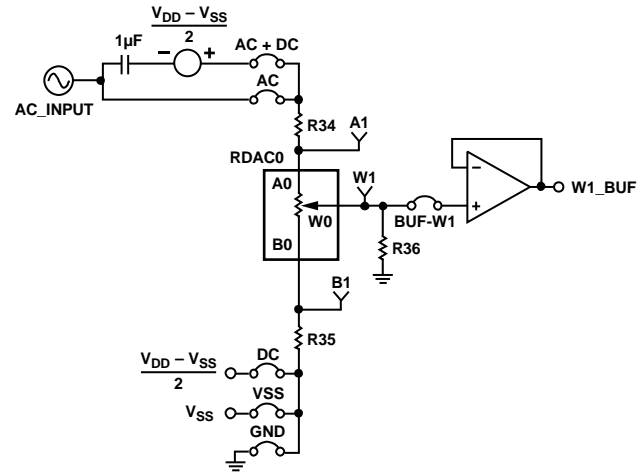 V_DD – V_SS
2
1µF
– +
AC + DC
AC_INPUT
AC
R34
A1
RDAC0
A0
W1
W0
B0
BUF-W1
–
+
W1_BUF
R36
B1
R35
V_DD – V_SS
2
DC
VSS
V_SS
GND